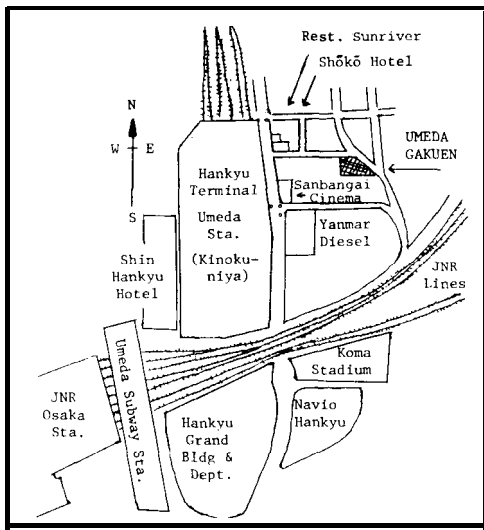 Rest. Sunriver
Shōkō Hotel
N
W
E
S
UMEDA
GAKUEN
Hankyu
Terminal
Umeda
Sta.
(Kinoku-
niya)
Sanbangai
Cinema
Yanmar
Diesel
Shin
Hankyu
Hotel
JNR
Lines
Umeda Subway Sta.
Koma
Stadium
JNR
Osaka
Sta.
Hankyu
Grand
Bldg &
Dept.
Navio
Hankyu